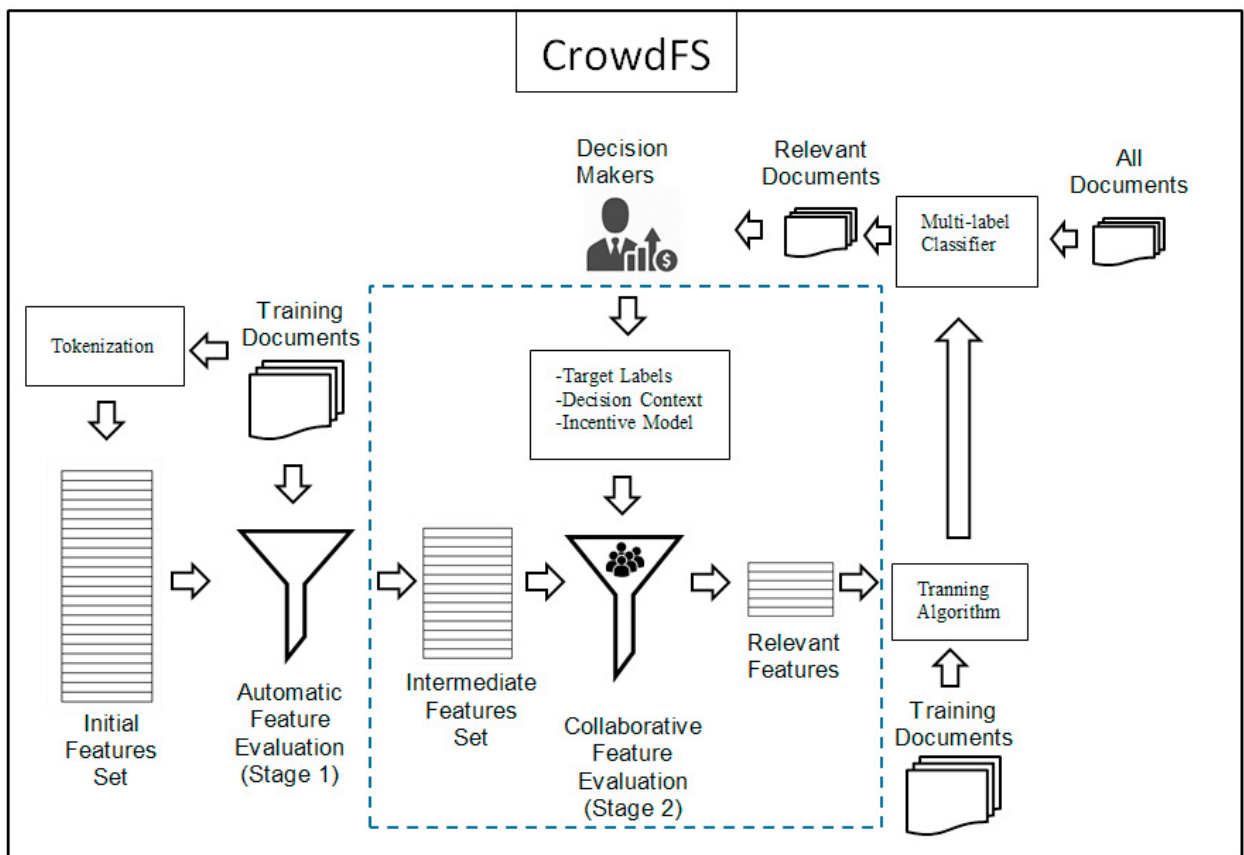 CrowdFS
Decision
Makers
Relevant
Documents
All
Documents
Multi-label
Classifier
Training
Documents
Tokenization
-Target Labels
-Decision Context
-Incentive Model
$
Initial
Features
Set
Automatic
Feature
Evaluation
(Stage 1)
Intermediate
Features
Set
Collaborative
Feature
Evaluation
(Stage 2)
Relevant
Features
Tranning
Algorithm
Training
Documents